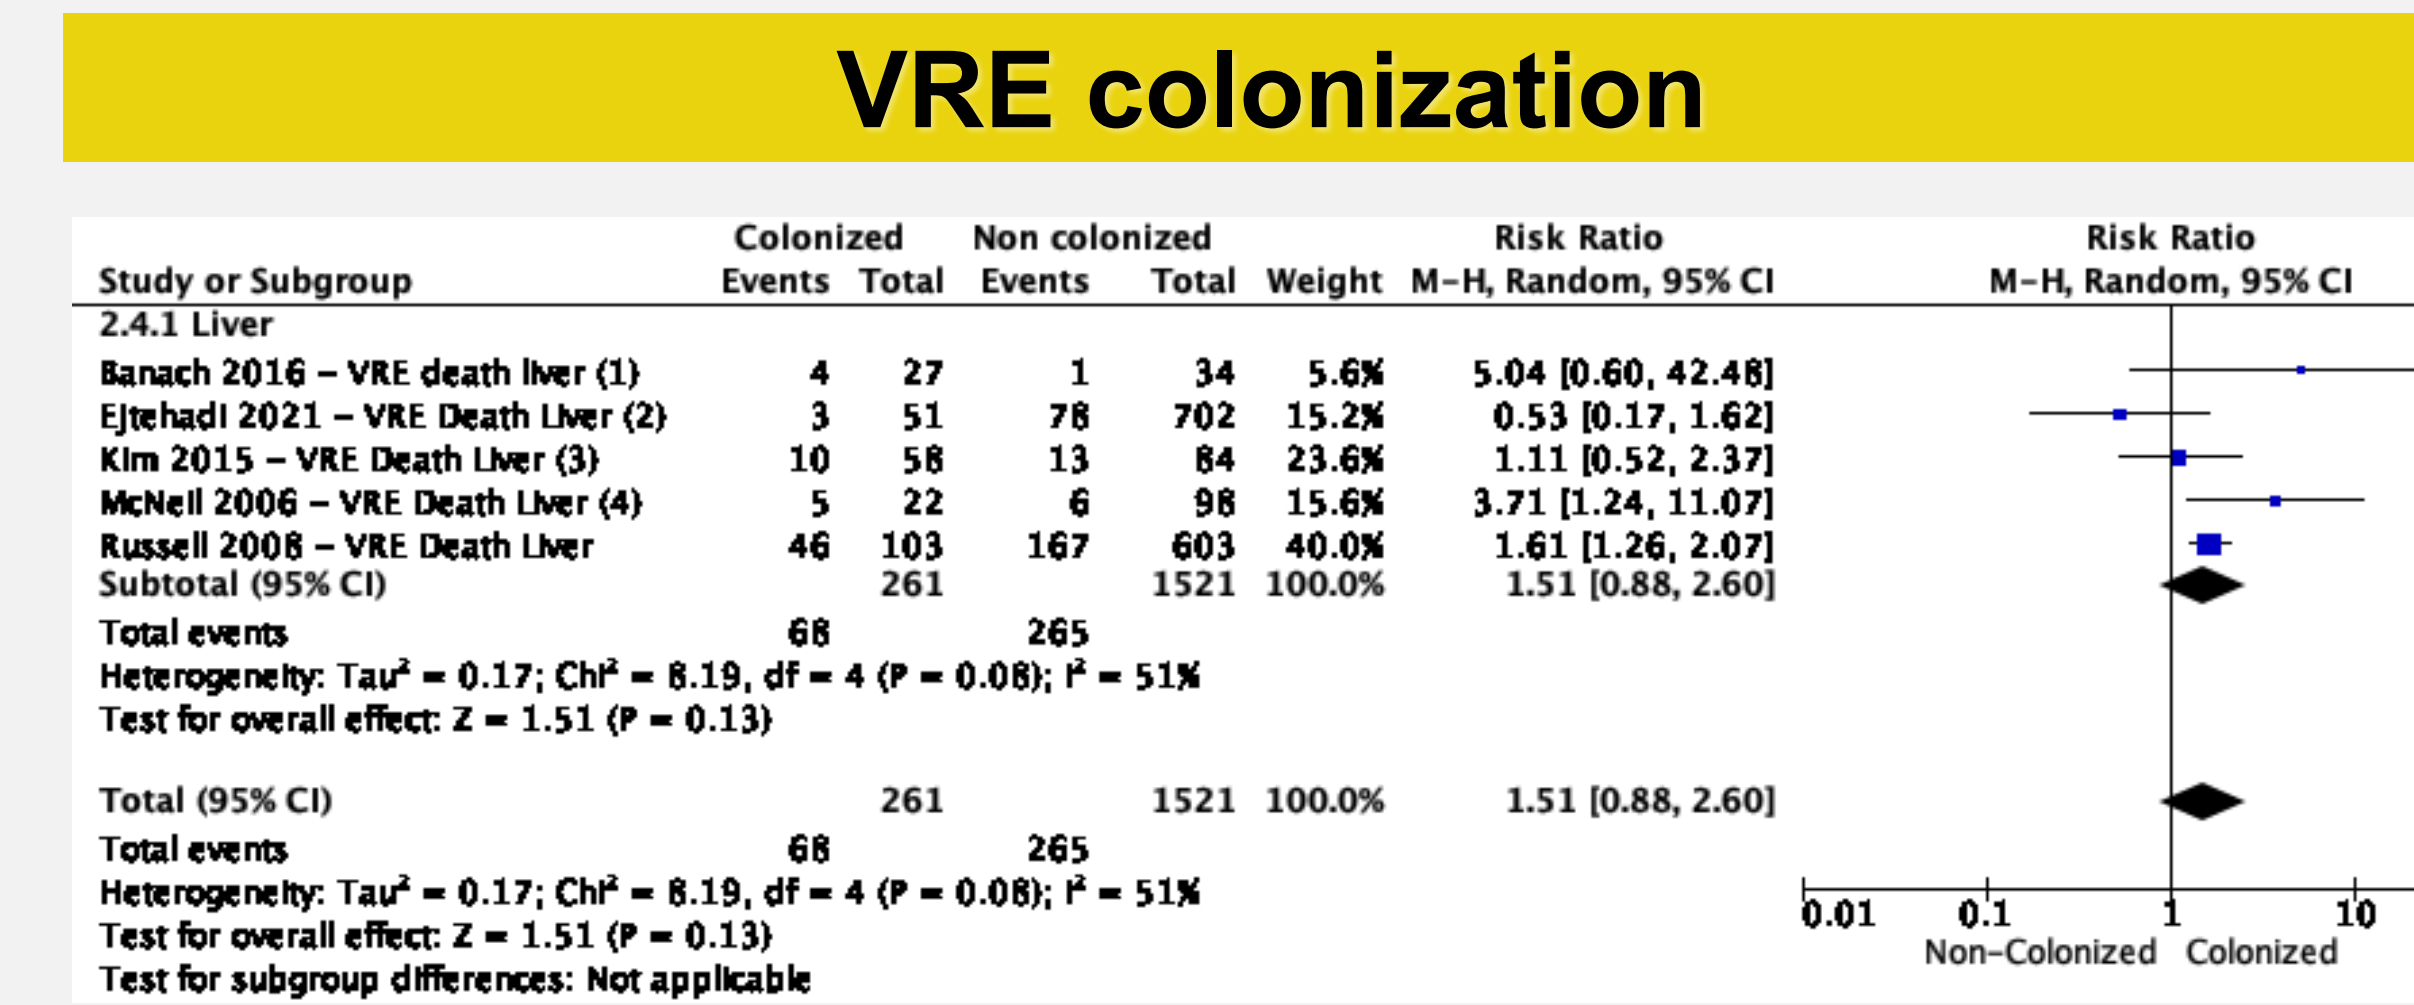 VRE colonization
Colonized Non colonized Risk Ratio Risk Ratio
Study or Subgroup Events Total Events Total Weight M-H, Random, 95% CI M-H, Random, 95% CI
2.4.1 Liver
Banach 2016 – VRE death liver (1) 4 27 1 34 5.6% 5.04 [0.60, 42.48]
Ejtehadi 2021 – VRE Death Liver (2) 3 51 78 702 15.2% 0.53 [0.17, 1.62]
Kim 2015 – VRE Death Liver (3) 10 58 13 84 23.6% 1.11 [0.52, 2.37]
McNeil 2006 – VRE Death Liver (4) 5 22 6 98 15.6% 3.71 [1.24, 11.07]
Russell 2008 – VRE Death Liver 46 103 167 603 40.0% 1.61 [1.26, 2.07]
Subtotal (95% CI) 261 1521 100.0% 1.51 [0.88, 2.60]
Total events 68 265
Heterogeneity: Tau² = 0.17; Chi² = 8.19, df = 4 (P = 0.08); I² = 51%
Test for overall effect: Z = 1.51 (P = 0.13)
Total (95% CI) 261 1521 100.0% 1.51 [0.88, 2.60]
Total events 68 265
Heterogeneity: Tau² = 0.17; Chi² = 8.19, df = 4 (P = 0.08); I² = 51%
Test for overall effect: Z = 1.51 (P = 0.13)
Test for subgroup differences: Not applicable
0.01 0.1 1 10
Non-Colonized Colonized